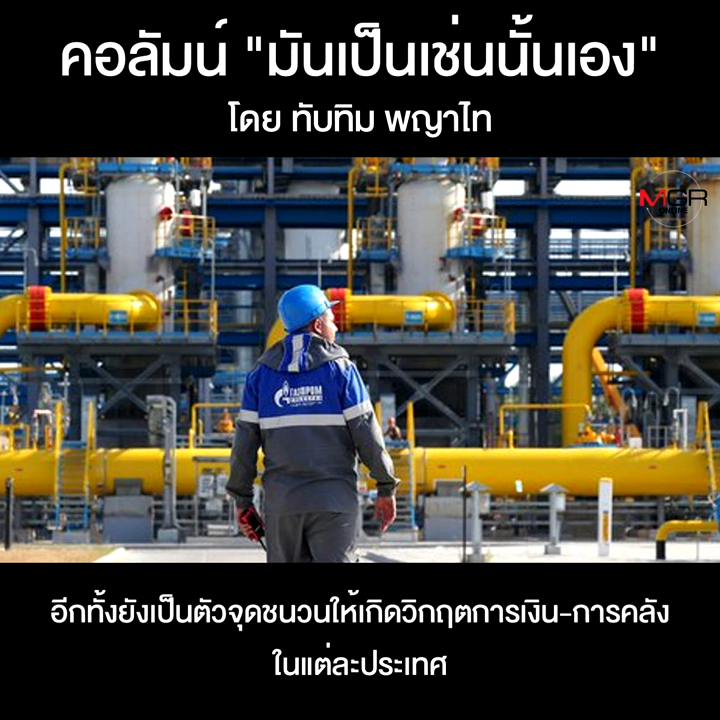 คอลัมน์ "มันเป็นเช่นนั้นเอง"
โดย ทับทิม พญาไท
MGR
ONLINE
ГАЗПРОМ
อีกทั้งยังเป็นตัวจุดชนวนให้เกิดวิกฤตการเงิน-การคลัง
ในแต่ละประเทศ